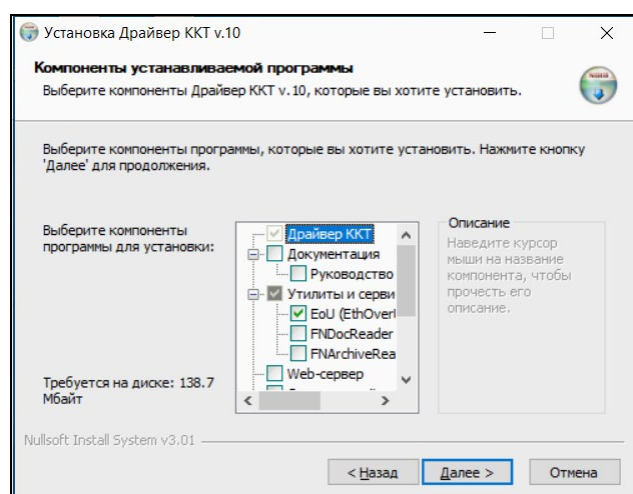 Установка Драйвер ККТ v.10
Компоненты устанавливаемой программы
Выберите компоненты Драйвер ККТ v.10, которые вы хотите установить.
Выберите компоненты программы, которые вы хотите установить. Нажмите кнопку
'Далее' для продолжения.
Выберите компоненты
программы для установки:
Драйвер ККТ
Документация
Руководство
Утилиты и серви
EoU (EthOverl
FNDocReader
FNArchiveRea
Web-сервер
Описание
Наведите курсор
мыши на название
компонента, чтобы
прочесть его
описание.
Требуется на диске: 138.7
Мбайт
Nullsoft Install System v3.01
< Назад
Далее >
Отмена